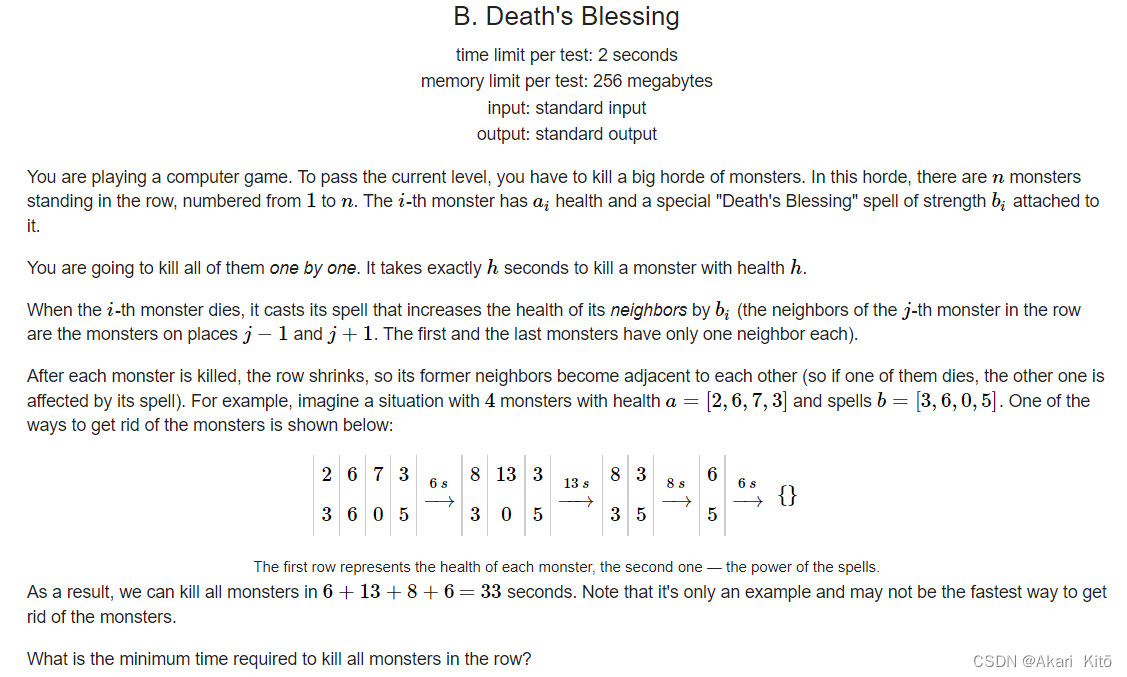 B. Death's Blessing
time limit per test: 2 seconds
memory limit per test: 256 megabytes
input: standard input
output: standard output
You are playing a computer game. To pass the current level, you have to kill a big horde of monsters. In this horde, there are n monsters
standing in the row, numbered from 1 to n. The i-th monster has a_i health and a special "Death's Blessing" spell of strength b_i attached to
it.
You are going to kill all of them one by one. It takes exactly h seconds to kill a monster with health h.
When the i-th monster dies, it casts its spell that increases the health of its neighbors by b_i (the neighbors of the j-th monster in the row
are the monsters on places j − 1 and j + 1. The first and the last monsters have only one neighbor each).
After each monster is killed, the row shrinks, so its former neighbors become adjacent to each other (so if one of them dies, the other one is
affected by its spell). For example, imagine a situation with 4 monsters with health a = [2, 6, 7, 3] and spells b = [3, 6, 0, 5]. One of the
ways to get rid of the monsters is shown below:
2 6 7 3 6 s → 8 13 3 13 s → 8 3 8 s → 6 6 s → {}
3 6 0 5 3 0 5 3 5 5
The first row represents the health of each monster, the second one — the power of the spells.
As a result, we can kill all monsters in 6 + 13 + 8 + 6 = 33 seconds. Note that it's only an example and may not be the fastest way to get
rid of the monsters.
What is the minimum time required to kill all monsters in the row?
CSDN @Akari Kitō